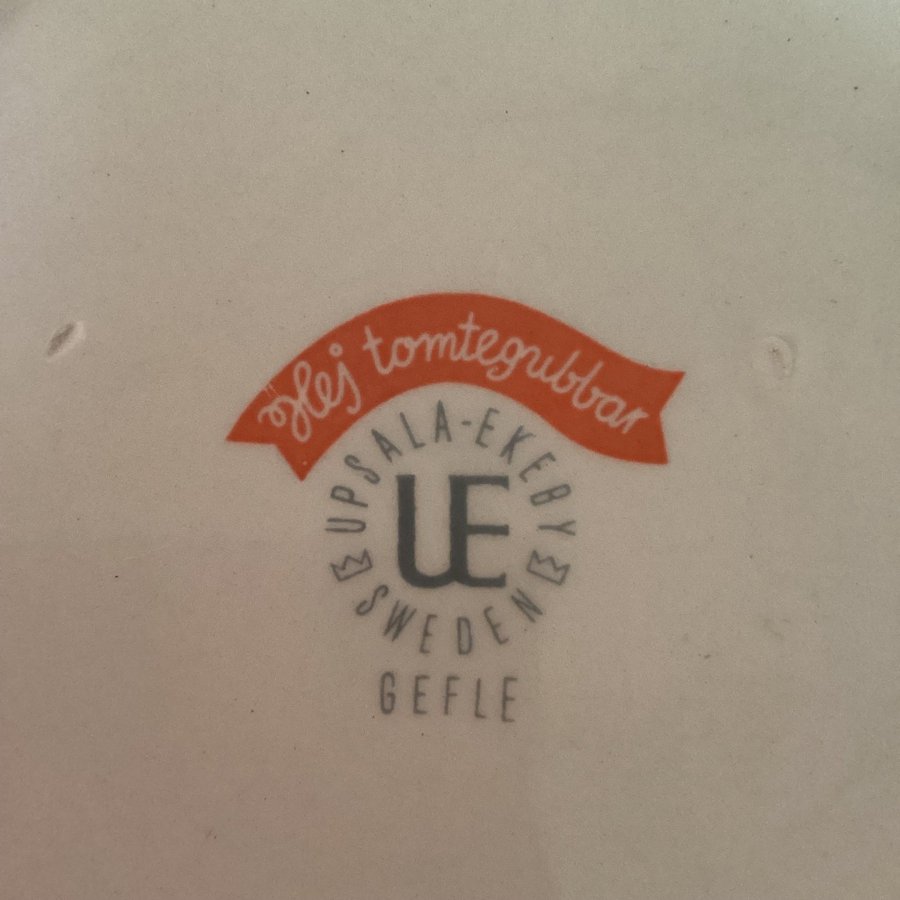 Hej tomtegubbar
UPSALA-EKEBY
UE
SWEDEN
GEFLE